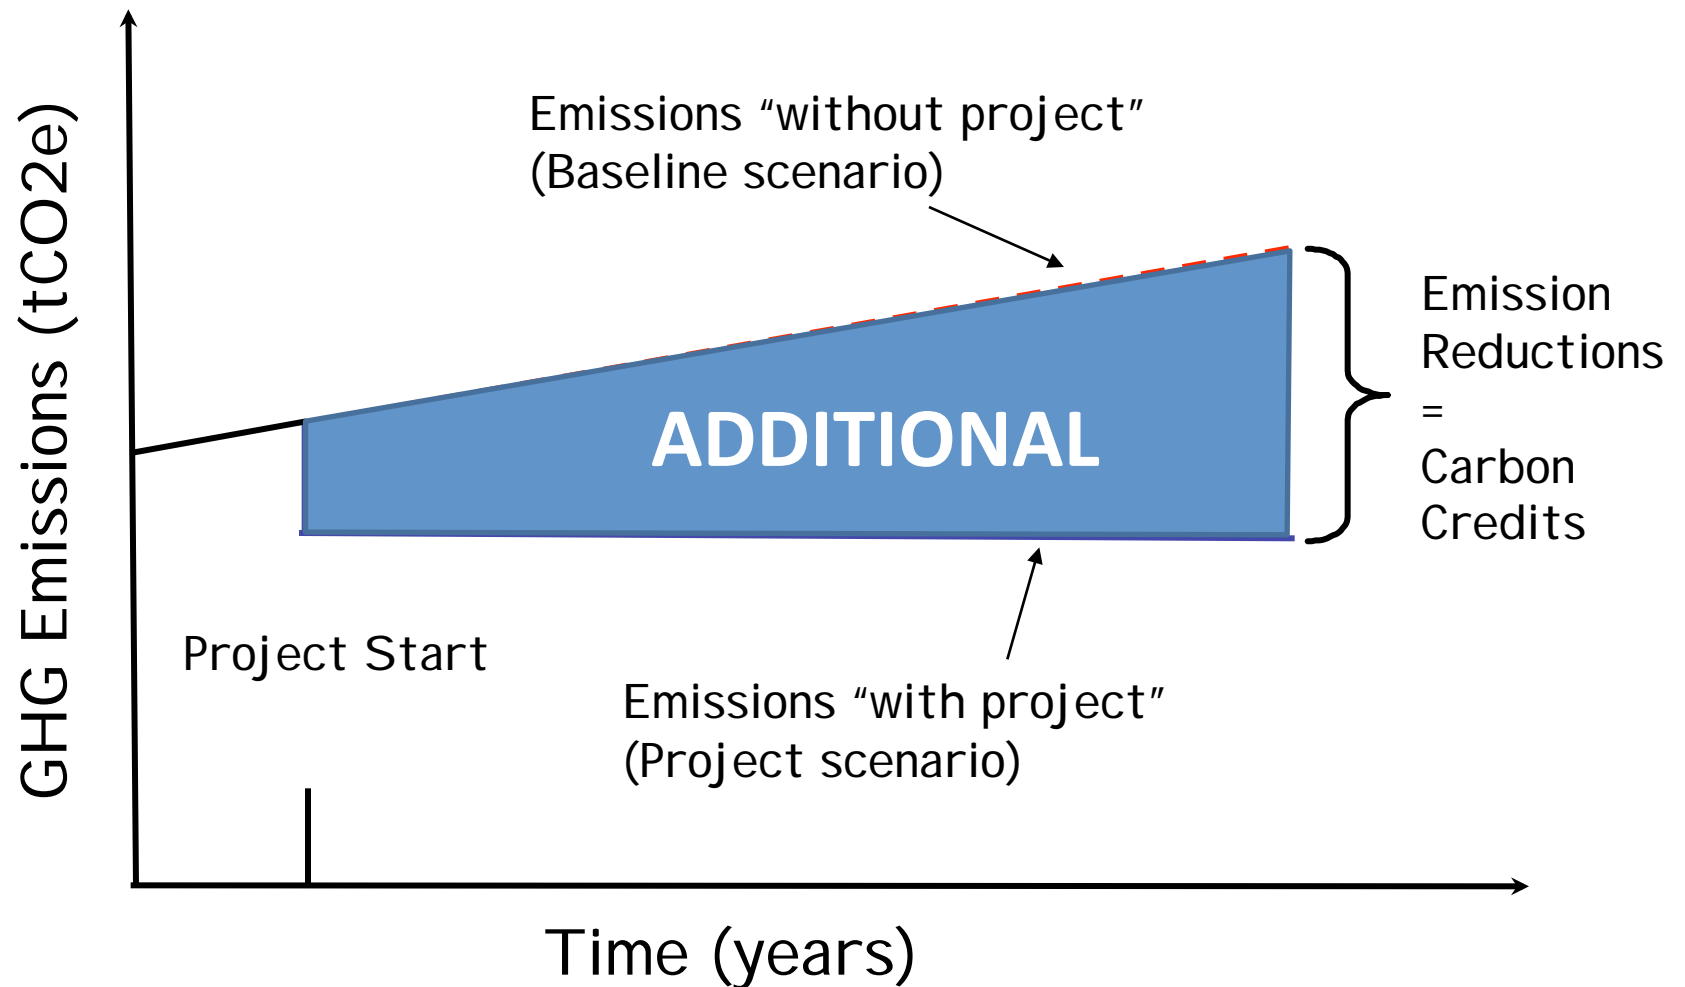 GHG Emissions (tCO2e)
Emissions “without project”
(Baseline scenario)
Emission
Reductions
=
Carbon
Credits
ADDITIONAL
Project Start
Emissions “with project”
(Project scenario)
Time (years)